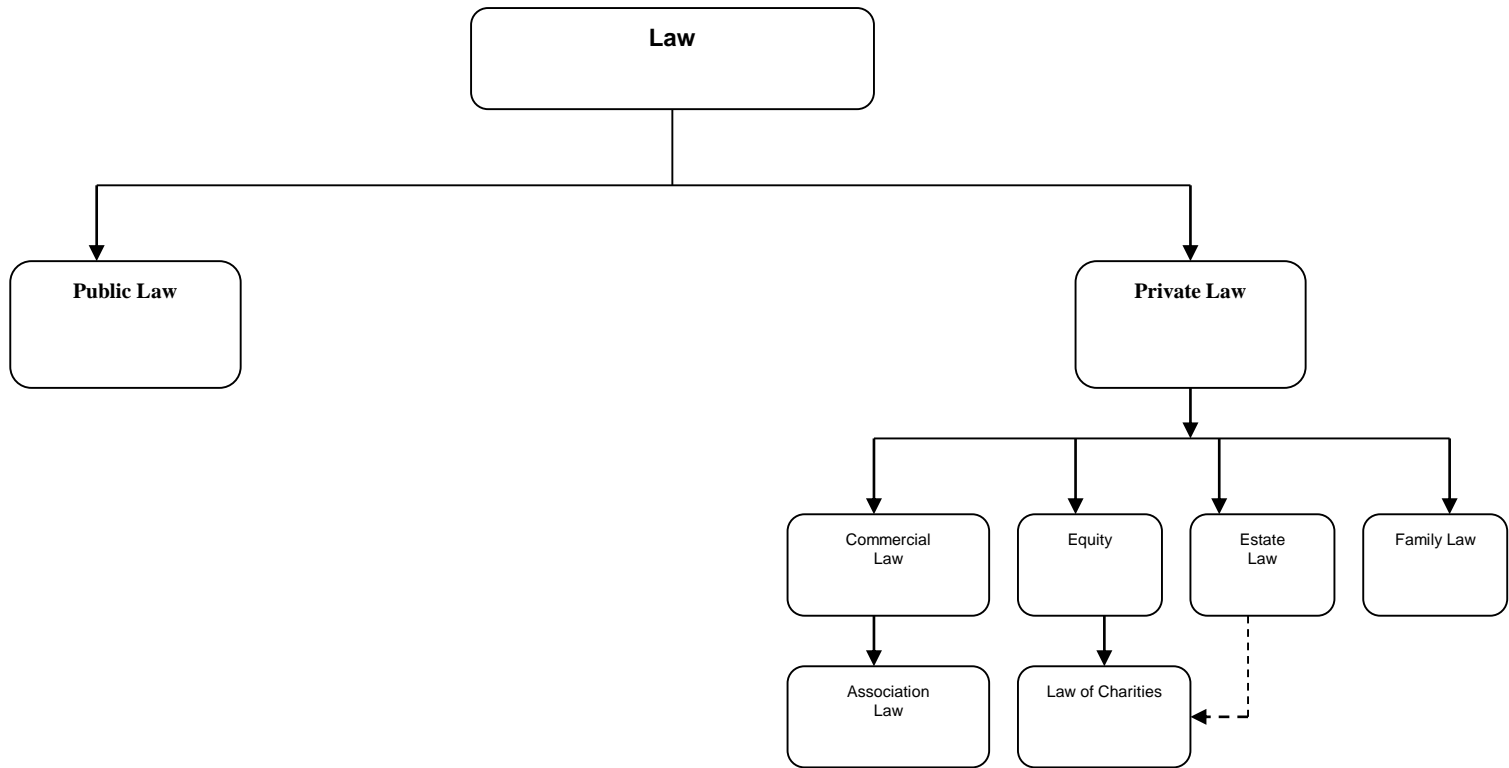 Law
Public Law
Private Law
Commercial
Law
Equity
Estate
Law
Family Law
Association
Law
Law of Charities